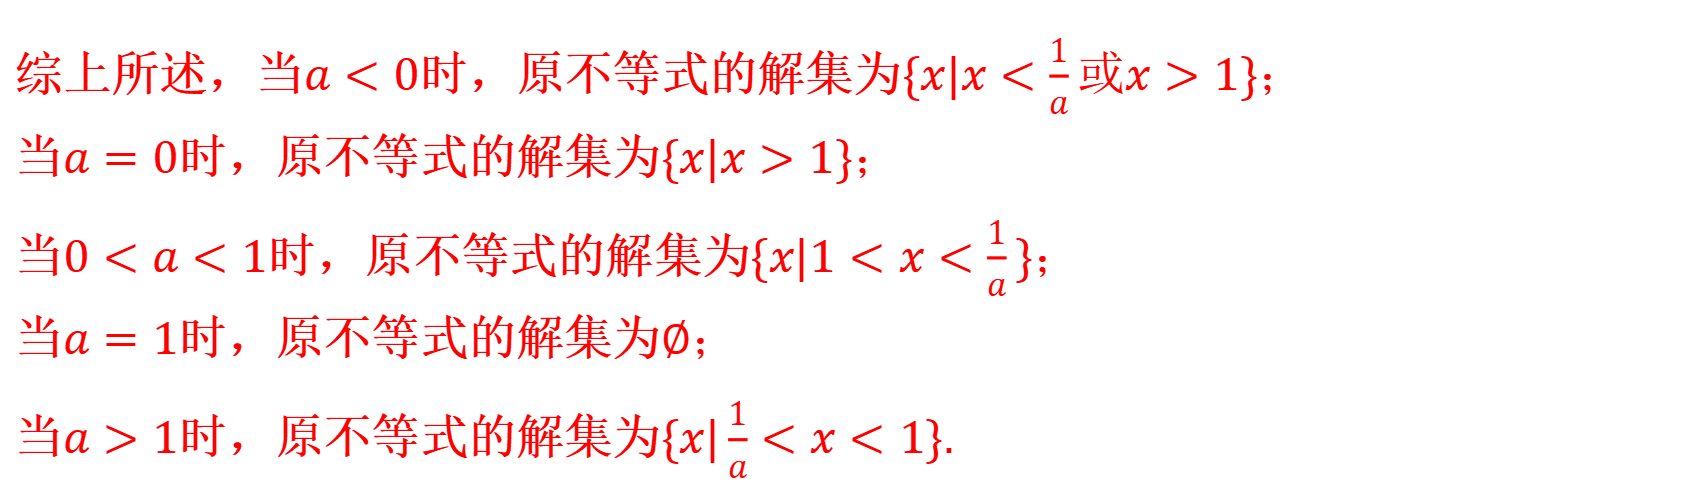 综上所述，当𝑎 < 0时，原不等式的解集为{𝑥|𝑥 < 1/𝑎 或𝑥 > 1}；
当𝑎 = 0时，原不等式的解集为{𝑥|𝑥 > 1}；
当0 < 𝑎 < 1时，原不等式的解集为{𝑥|1 < 𝑥 < 1/𝑎}；
当𝑎 = 1时，原不等式的解集为∅；
当𝑎 > 1时，原不等式的解集为{𝑥|1/𝑎 < 𝑥 < 1}.